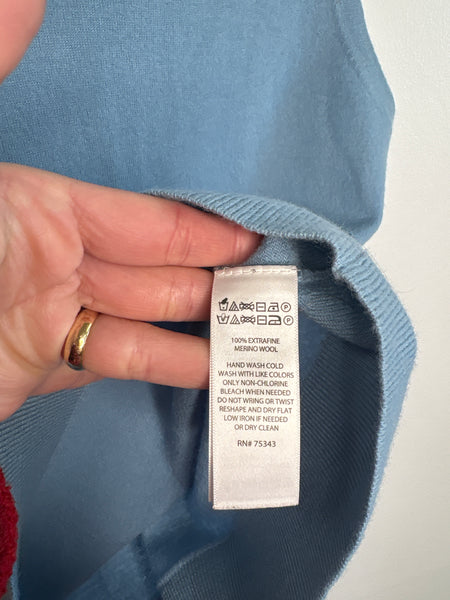 100% EXTRAFINE
MERINO WOOL
HAND WASH COLD
WASH WITH LIKE COLORS
ONLY NON-CHLORINE
BLEACH WHEN NEEDED
DO NOT WRING OR TWIST
RESHAPE AND DRY FLAT
LOW IRON IF NEEDED
OR DRY CLEAN
RN# 75343